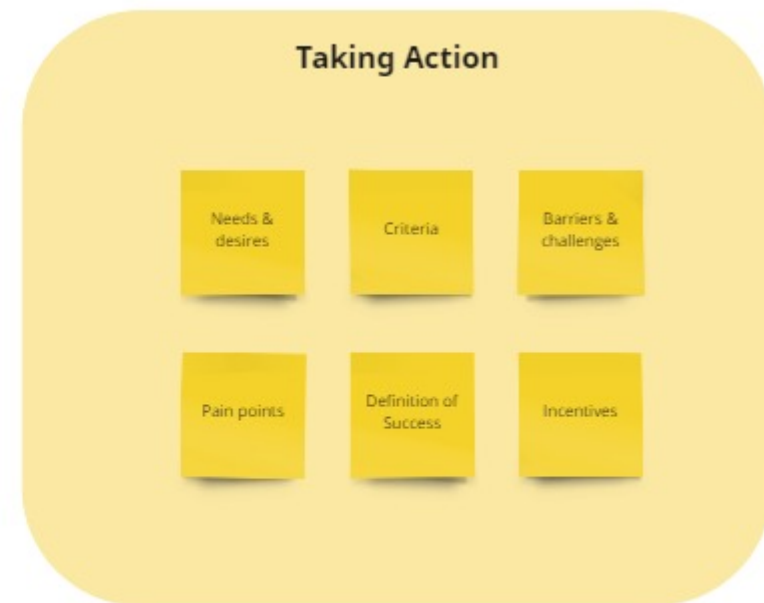 Taking Action
Needs &
desires
Criteria
Barriers &
challenges
Pain points
Definition of
Success
Incentives